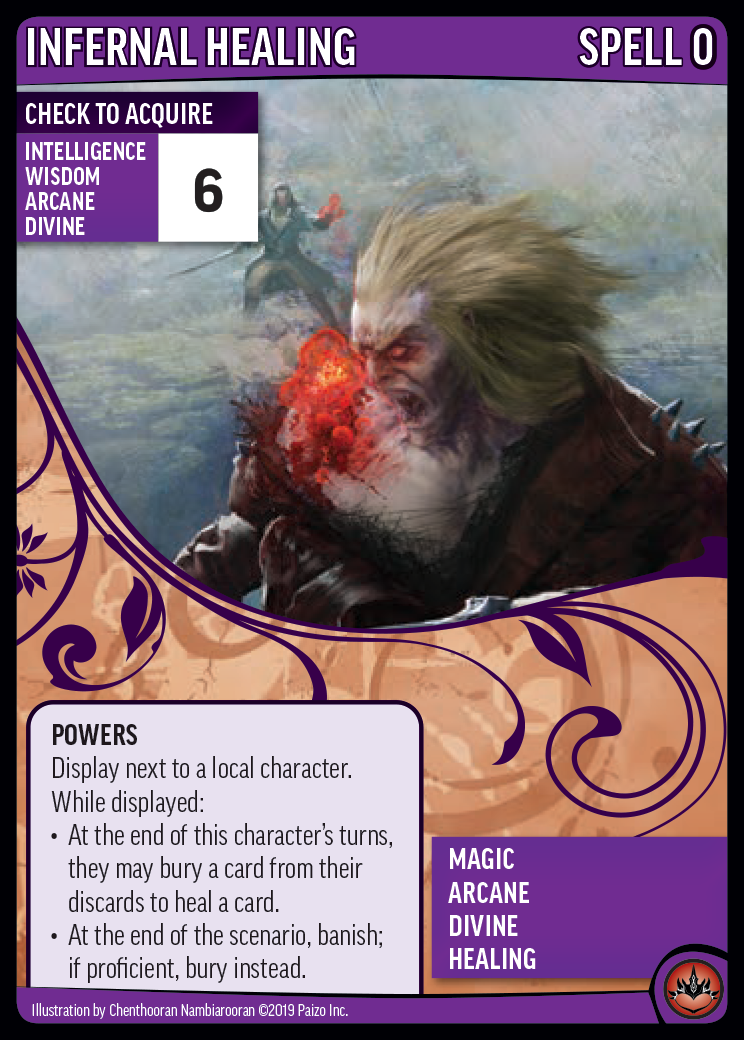 INFERNAL HEALING
SPELL 0
CHECK TO ACQUIRE
INTELLIGENCE
WISDOM
ARCANE
DIVINE
6
POWERS
Display next to a local character.
While displayed:
• At the end of this character’s turns,
they may bury a card from their
discards to heal a card.
• At the end of the scenario, banish;
if proficient, bury instead.
MAGIC
ARCANE
DIVINE
HEALING
Illustration by Chenthooran Nambiarooran ©2019 Paizo Inc.